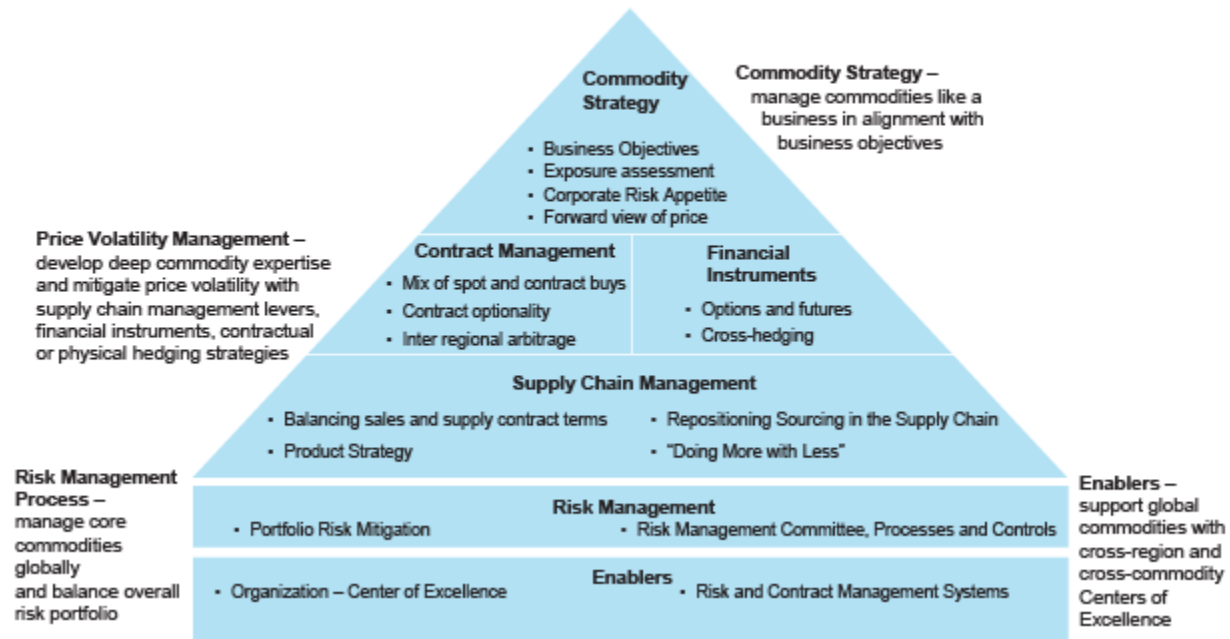 Commodity
Strategy
▪ Business Objectives
▪ Exposure assessment
▪ Corporate Risk Appetite
▪ Forward view of price
Commodity Strategy –
manage commodities like a
business in alignment with
business objectives
Price Volatility Management –
develop deep commodity expertise
and mitigate price volatility with
supply chain management levers,
financial instruments, contractual
or physical hedging strategies
Contract Management
▪ Mix of spot and contract buys
▪ Contract optionality
▪ Inter regional arbitrage
Financial
Instruments
▪ Options and futures
▪ Cross-hedging
Supply Chain Management
▪ Balancing sales and supply contract terms
▪ Product Strategy
▪ Repositioning Sourcing in the Supply Chain
▪ "Doing More with Less"
Risk Management
Process –
manage core
commodities
globally
and balance overall
risk portfolio
Risk Management
▪ Portfolio Risk Mitigation
▪ Risk Management Committee, Processes and Controls
Enablers
▪ Organization – Center of Excellence
▪ Risk and Contract Management Systems
Enablers –
support global
commodities with
cross-region and
cross-commodity
Centers of
Excellence